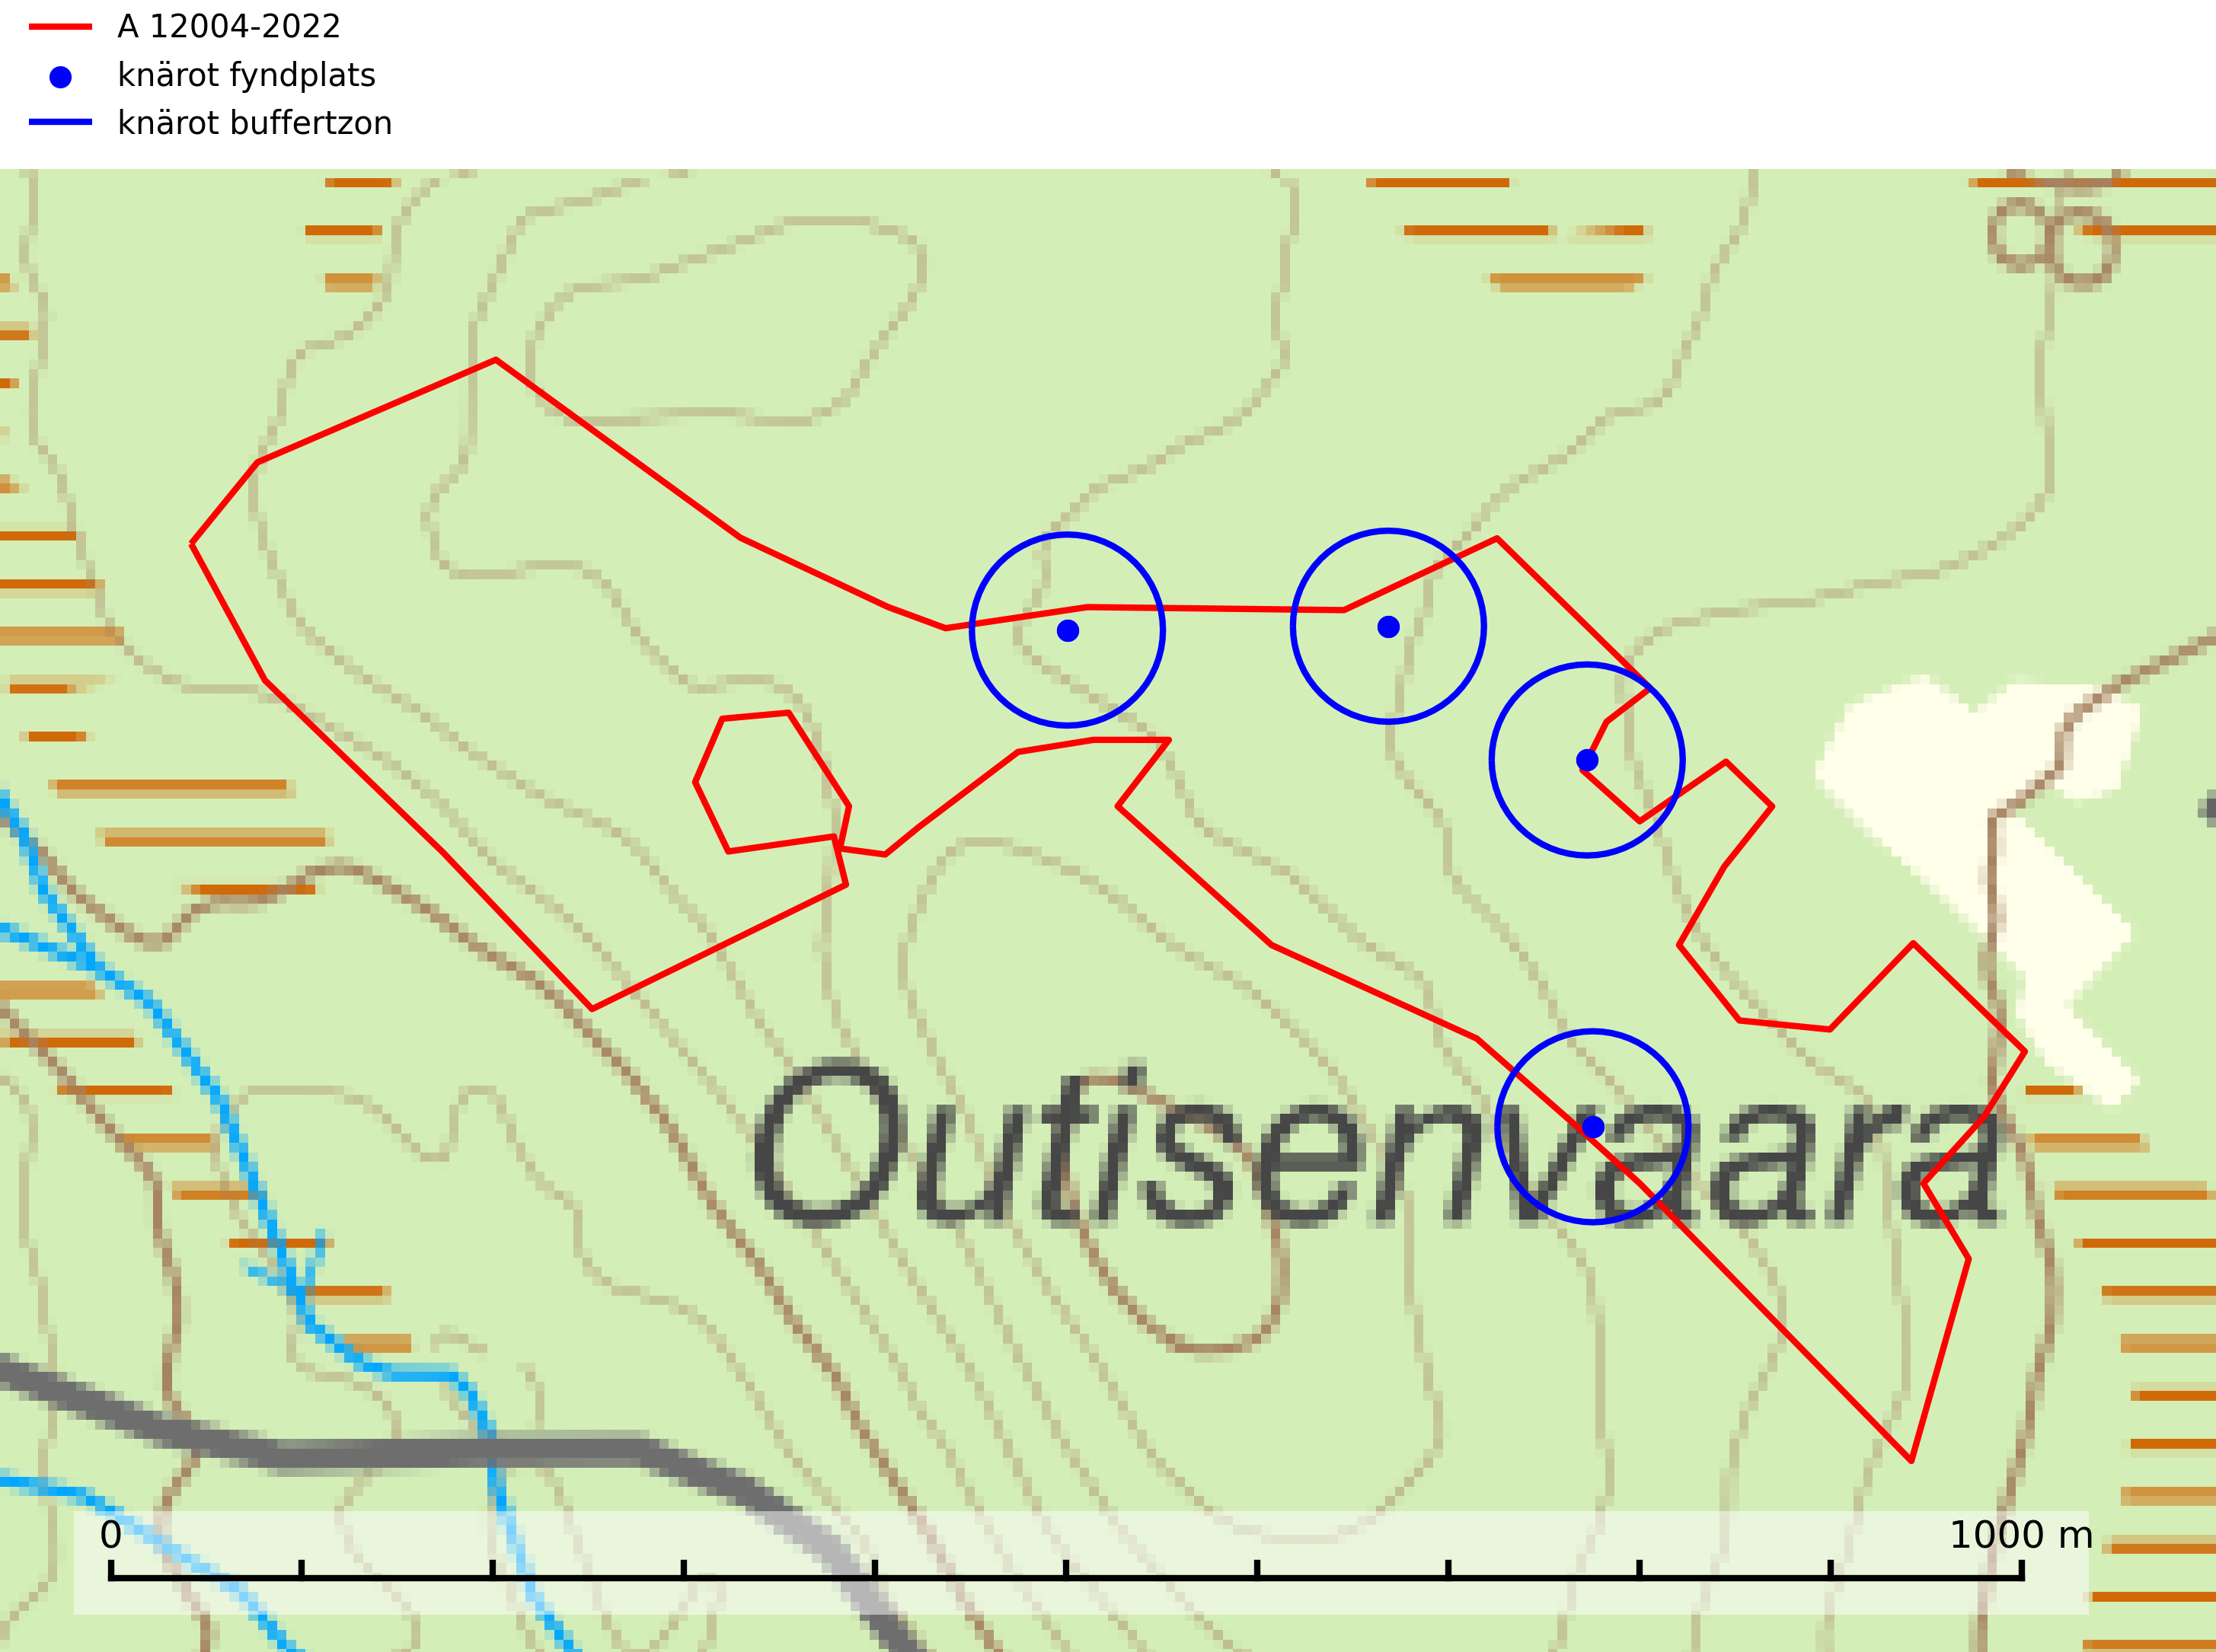 A 12004-2022
knärot fyndplats
knärot buffertzon
Outisenvaara
0 1000 m